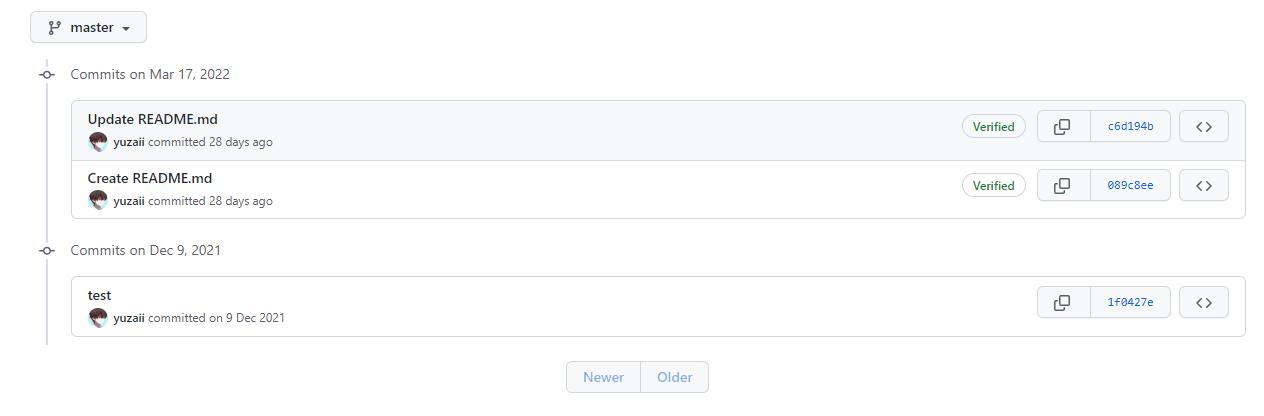 master
Commits on Mar 17, 2022
Update README.md
yuzaii committed 28 days ago
Verified
c6d194b
Create README.md
yuzaii committed 28 days ago
Verified
089c8ee
Commits on Dec 9, 2021
test
yuzaii committed on 9 Dec 2021
1f0427e
Newer Older